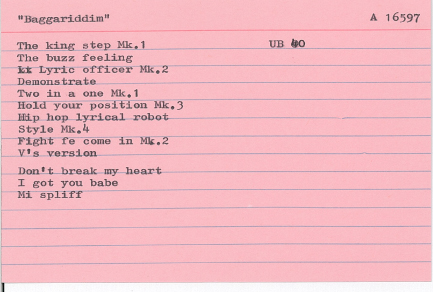 "Baggariddim" A 16597
The king step Mk.1 UB 40
The buzz feeling
Lyric officer Mk.2
Demonstrate
Two in a one Mk.1
Hold your position Mk.3
Hip hop lyrical robot
Style Mk.4
Fight fe come in Mk.2
V's version
Don't break my heart
I got you babe
Mi spliff